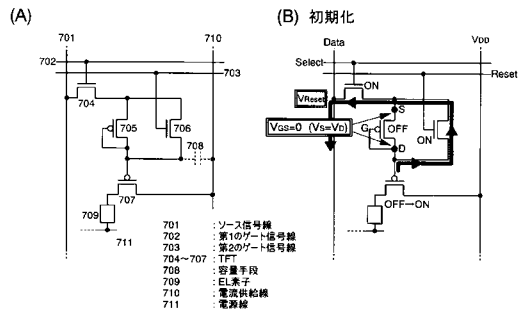 (A)
701
710
702
703
704
705
706
708
707
709
711
701 : ソース信号線
702 : 第1のゲート信号線
703 : 第2のゲート信号線
704〜707 : TFT
708 : 容量手段
709 : EL素子
710 : 電流供給線
711 : 電源線
(B) 初期化
Data
VDD
Select
Reset
ON
VReset
S
VGS=0 (VS=VD)
G
OFF
ON
D
OFF→ON